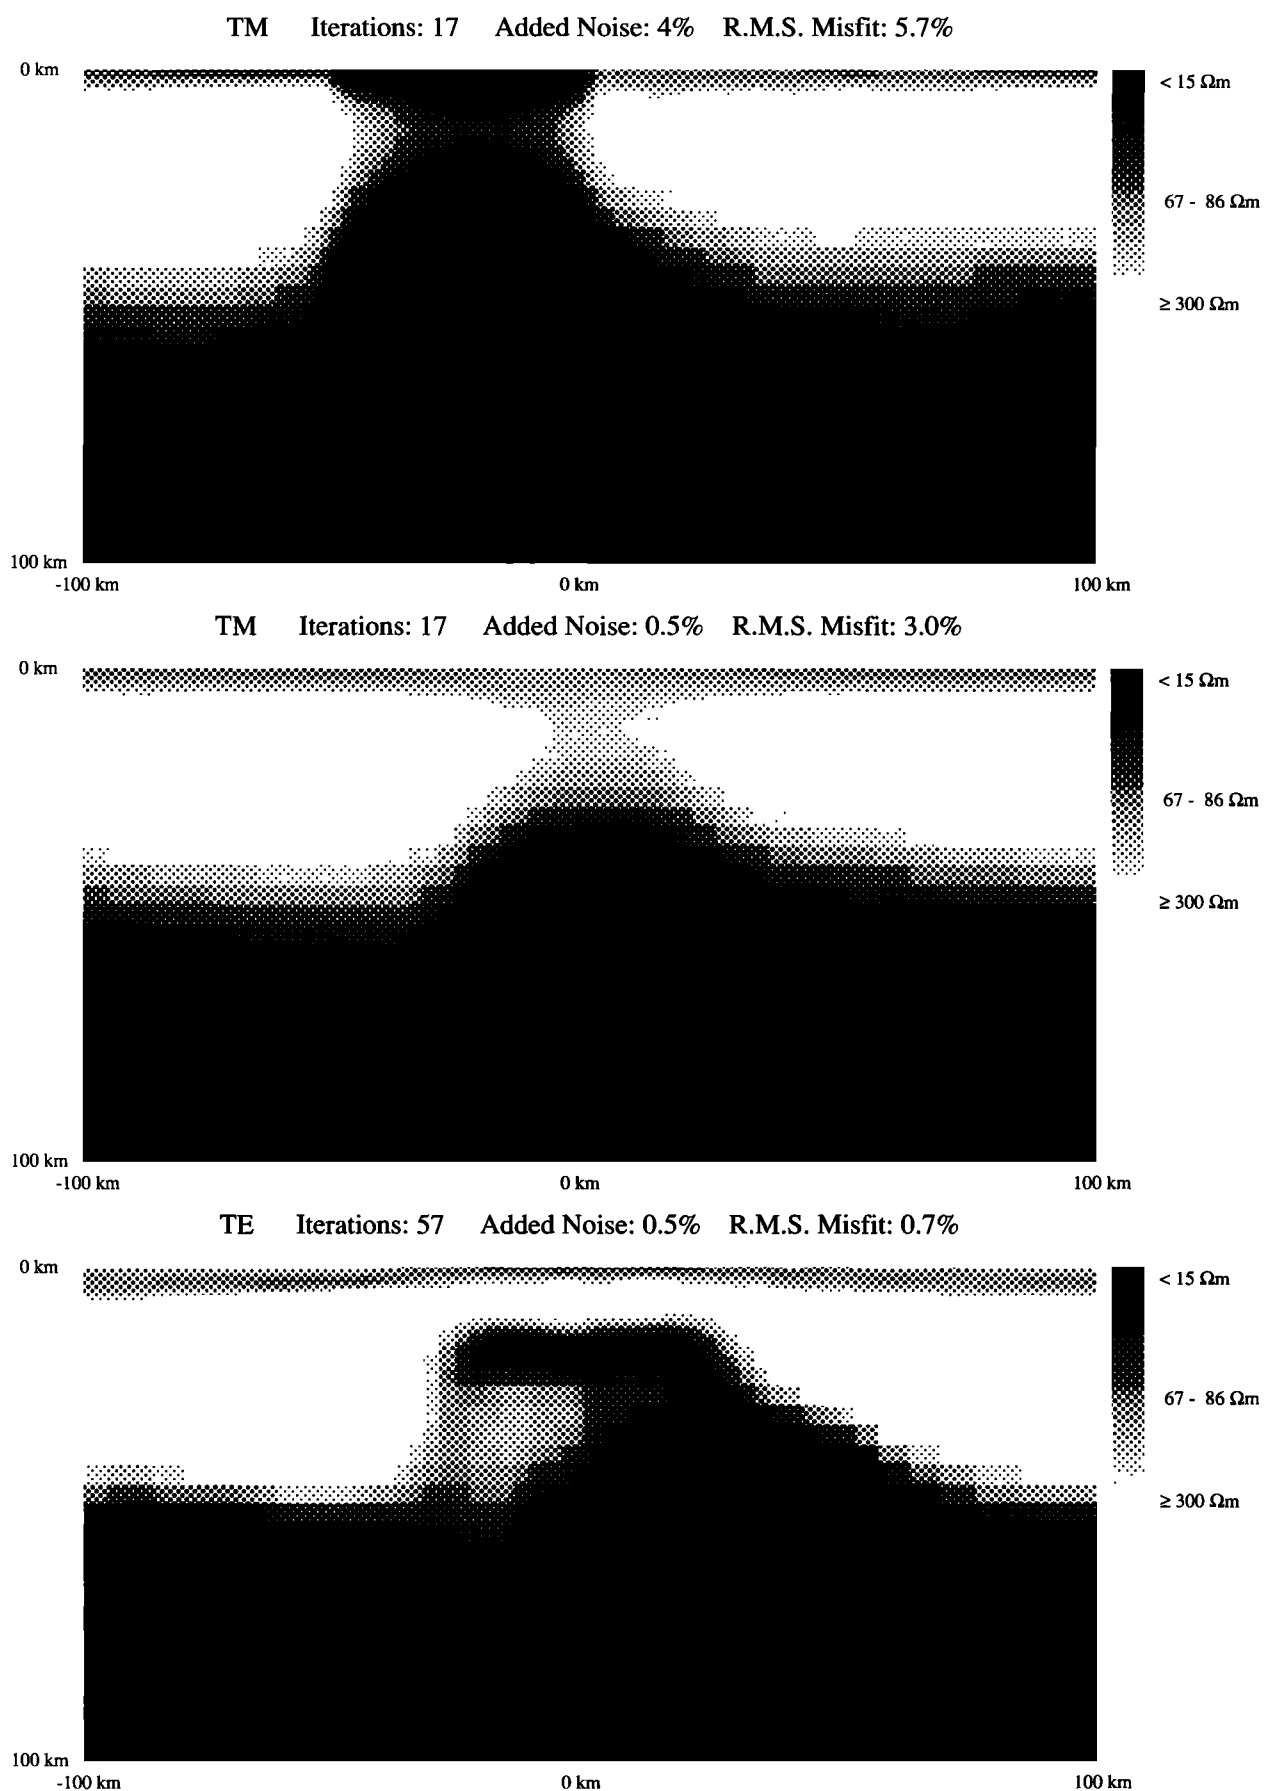 TM Iterations: 17 Added Noise: 4% R.M.S. Misfit: 5.7%
0 km
< 15 Ωm
67 - 86 Ωm
≥ 300 Ωm
100 km
-100 km 0 km 100 km
TM Iterations: 17 Added Noise: 0.5% R.M.S. Misfit: 3.0%
0 km
< 15 Ωm
67 - 86 Ωm
≥ 300 Ωm
100 km
-100 km 0 km 100 km
TE Iterations: 57 Added Noise: 0.5% R.M.S. Misfit: 0.7%
0 km
< 15 Ωm
67 - 86 Ωm
≥ 300 Ωm
100 km
-100 km 0 km 100 km